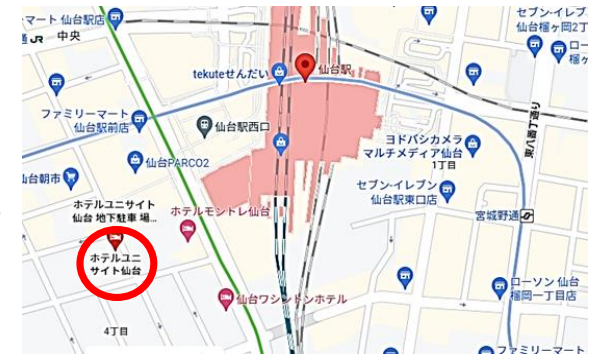 マート 仙台駅店
JR 中央
セブン-イレブ
仙台榴ヶ岡2丁
ロー
榴ヶ
tekuteせんだい
仙台駅
ファミリーマート
仙台駅前店
仙台駅西口
ヨドバシカメラ
マルチメディア仙台
1丁目
東八番丁通り
仙台PARCO2
仙台朝市
セブン-イレブン
仙台駅東口店
ホテルユニサイト
仙台 地下駐車 場...
ホテルモントレ仙台
宮城野通
ホテルユニ
サイト仙台
仙台ワシントンホテル
ローソン 仙台
榴岡一丁目店
4丁目
ファミリーマート